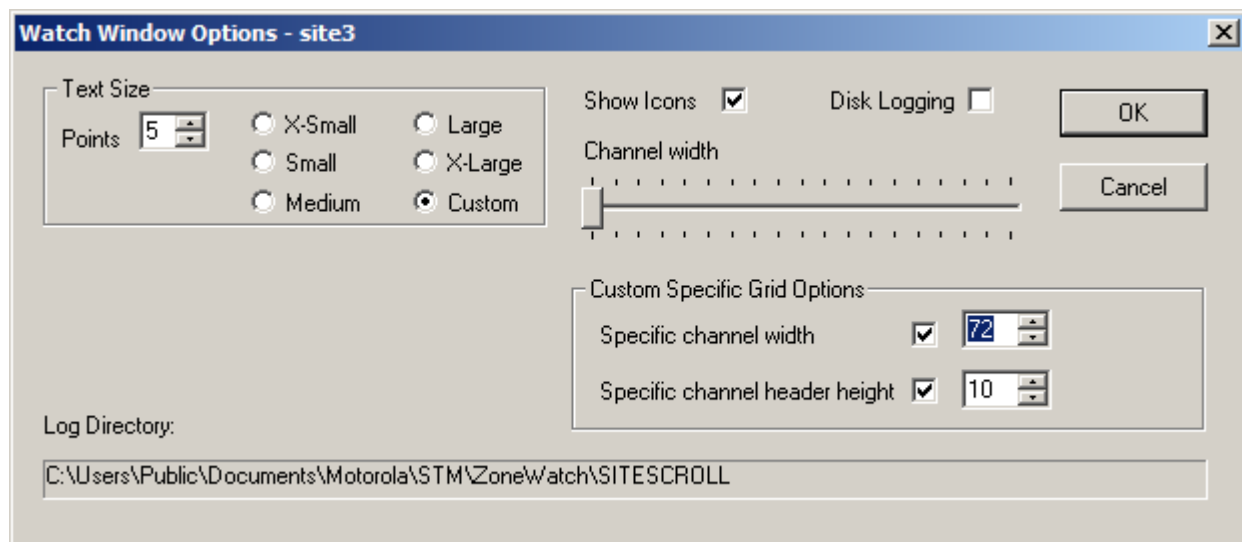 Watch Window Options - site3
Text Size
Points 5
X-Small
Large
Small
X-Large
Medium
Custom
Show Icons
Disk Logging
OK
Channel width
Cancel
Custom Specific Grid Options
Specific channel width 72
Specific channel header height 10
Log Directory:
C:\Users\Public\Documents\Motorola\STM\ZoneWatch\SITESCROLL